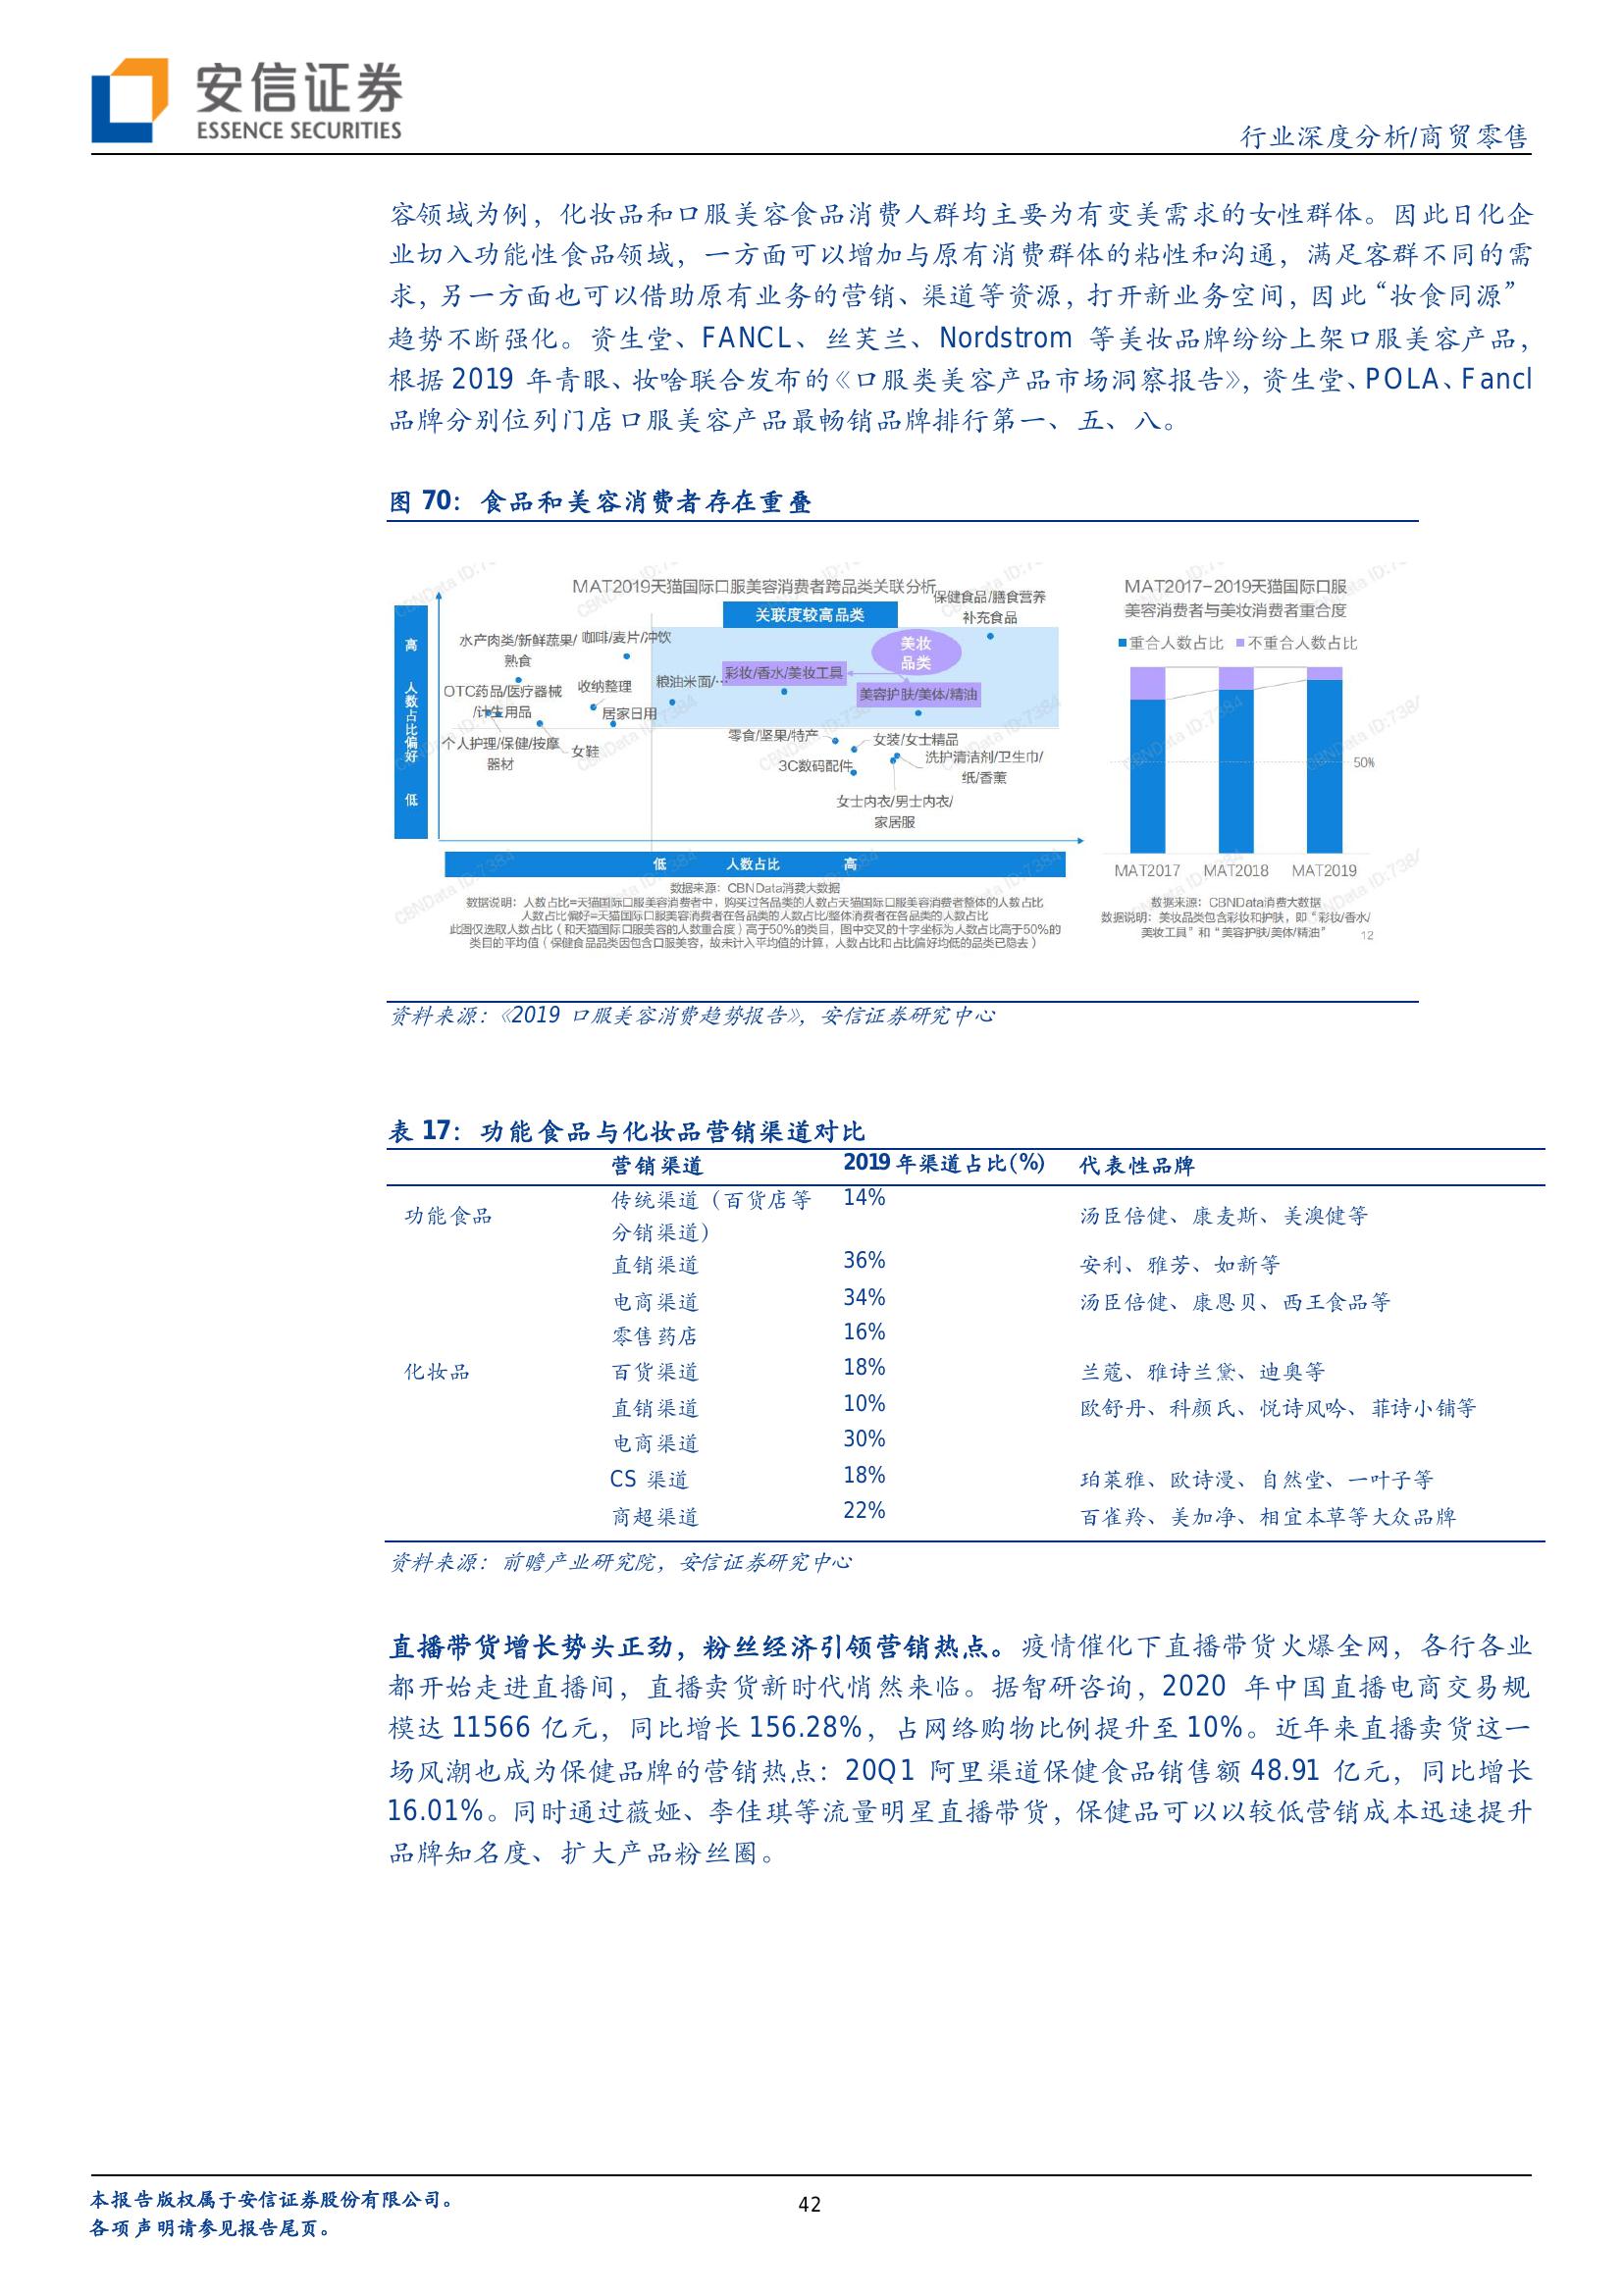 安信证券
ESSENCE SECURITIES
行业深度分析/商贸零售
容领域为例，化妆品和口服美容食品消费人群均主要为有变美需求的女性群体。因此日化企
业切入功能性食品领域，一方面可以增加与原有消费群体的粘性和沟通，满足客群不同的需
求，另一方面也可以借助原有业务的营销、渠道等资源，打开新业务空间，因此“妆食同源”
趋势不断强化。资生堂、FANCL、丝芙兰、Nordstrom 等美妆品牌纷纷上架口服美容产品，
根据 2019 年青眼、妆啥联合发布的《口服类美容产品市场洞察报告》，资生堂、POLA、Fancl
品牌分别位列门店口服美容产品最畅销品牌排行第一、五、八。
图 70：食品和美容消费者存在重叠
MAT2019天猫国际口服美容消费者跨品类关联分析
关联度较高品类
保健食品/膳食营养
补充食品
高
人数占比偏好
低
水产肉类/新鲜蔬果/
熟食
咖啡/麦片/冲饮
美妆
品类
OTC药品/医疗器械
/计生用品
收纳整理
粮油米面/…
彩妆/香水/美妆工具
美容护肤/美体/精油
居家日用
个人护理/保健/按摩
器材
女鞋
零食/坚果/特产
女装/女士精品
3C数码配件
洗护清洁剂/卫生巾/
纸/香薰
女士内衣/男士内衣/
家居服
低 人数占比 高
数据来源：CBNData消费大数据
数据说明：人数占比=天猫国际口服美容消费者中，购买过各品类的人数占天猫国际口服美容消费者整体的人数占比
人数占比偏好=天猫国际口服美容消费者在各品类的人数占比/整体消费者在各品类的人数占比
此图仅选取人数占比（和天猫国际口服美容的人数重合度）高于50%的类目，图中交叉的十字坐标为人数占比高于50%的
类目的平均值（保健食品品类因包含口服美容，故未计入平均值的计算，人数占比和占比偏好均低的品类已隐去）
MAT2017-2019天猫国际口服
美容消费者与美妆消费者重合度
重合人数占比 不重合人数占比
50%
MAT2017 MAT2018 MAT2019
数据来源：CBNData消费大数据
数据说明：美妆品类包含彩妆和护肤，即“彩妆/香水/
美妆工具”和“美容护肤/美体/精油”
12
资料来源：《2019 口服美容消费趋势报告》，安信证券研究中心
表 17：功能食品与化妆品营销渠道对比
营销渠道 2019年渠道占比(%) 代表性品牌
功能食品 传统渠道（百货店等 14% 汤臣倍健、康麦斯、美澳健等
分销渠道）
直销渠道 36% 安利、雅芳、如新等
电商渠道 34% 汤臣倍健、康恩贝、西王食品等
零售药店 16%
化妆品 百货渠道 18% 兰蔻、雅诗兰黛、迪奥等
直销渠道 10% 欧舒丹、科颜氏、悦诗风吟、菲诗小铺等
电商渠道 30%
CS 渠道 18% 珀莱雅、欧诗漫、自然堂、一叶子等
商超渠道 22% 百雀羚、美加净、相宜本草等大众品牌
资料来源：前瞻产业研究院，安信证券研究中心
直播带货增长势头正劲，粉丝经济引领营销热点。疫情催化下直播带货火爆全网，各行各业
都开始走进直播间，直播卖货新时代悄然来临。据智研咨询，2020 年中国直播电商交易规
模达 11566 亿元，同比增长 156.28%，占网络购物比例提升至 10%。近年来直播卖货这一
场风潮也成为保健品牌的营销热点：20Q1 阿里渠道保健食品销售额 48.91 亿元，同比增长
16.01%。同时通过薇娅、李佳琪等流量明星直播带货，保健品可以以较低营销成本迅速提升
品牌知名度、扩大产品粉丝圈。
本报告版权属于安信证券股份有限公司。
各项声明请参见报告尾页。
42